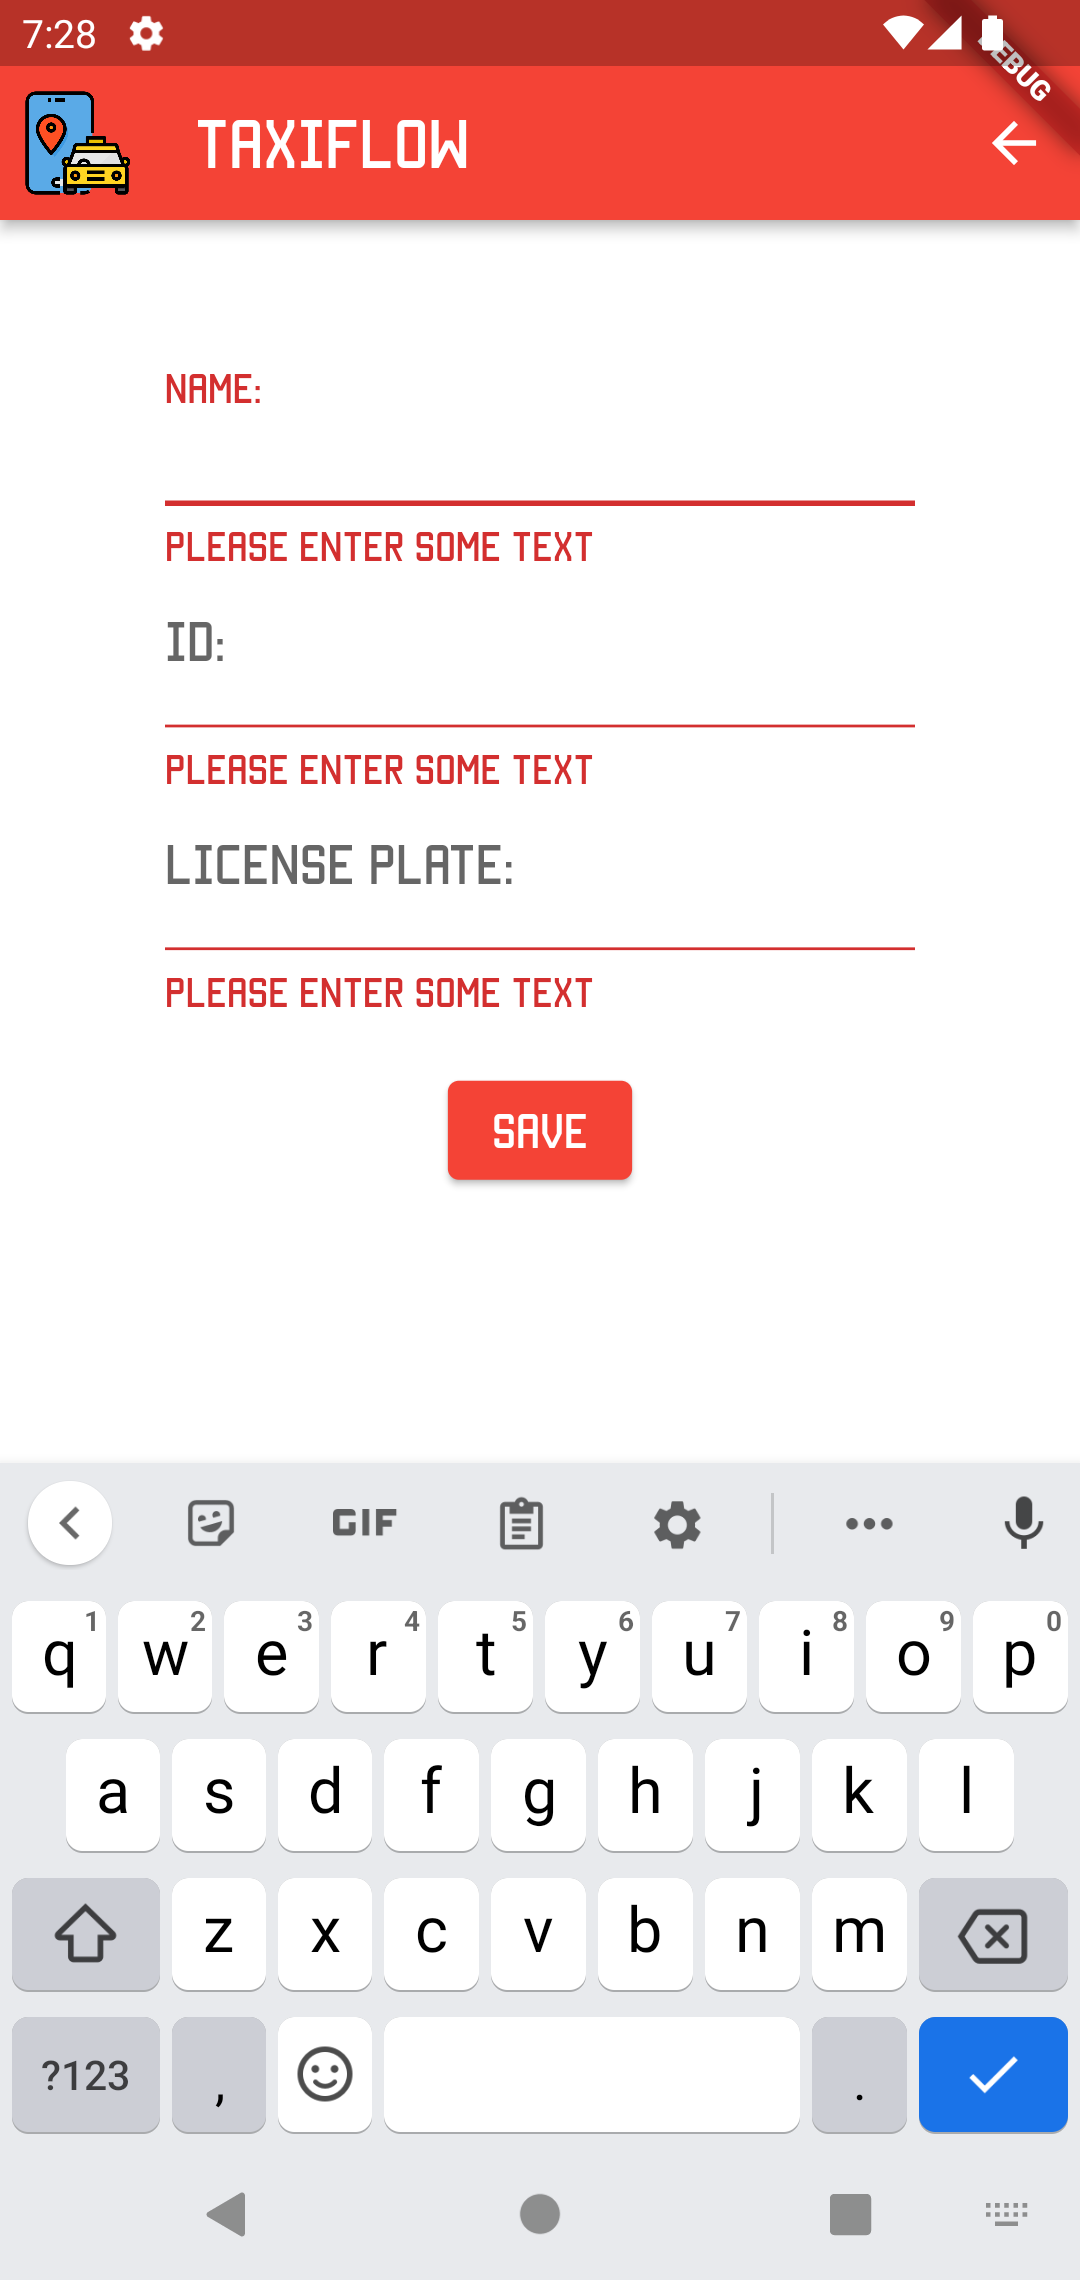 7:28
DEBUG
TAXIFLOW
NAME:
PLEASE ENTER SOME TEXT
ID:
PLEASE ENTER SOME TEXT
LICENSE PLATE:
PLEASE ENTER SOME TEXT
SAVE
GIF
1 2 3 4 5 6 7 8 9 0
q w e r t y u i o p
a s d f g h j k l
z x c v b n m
?123 , .